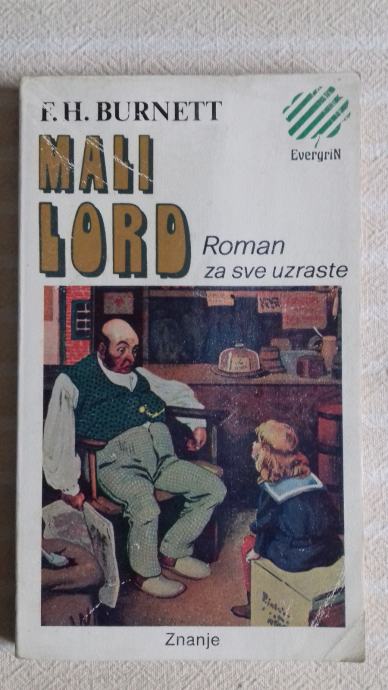 F. H. BURNETT
EvergriN
MALI
LORD
Roman
za sve uzraste
Znanje